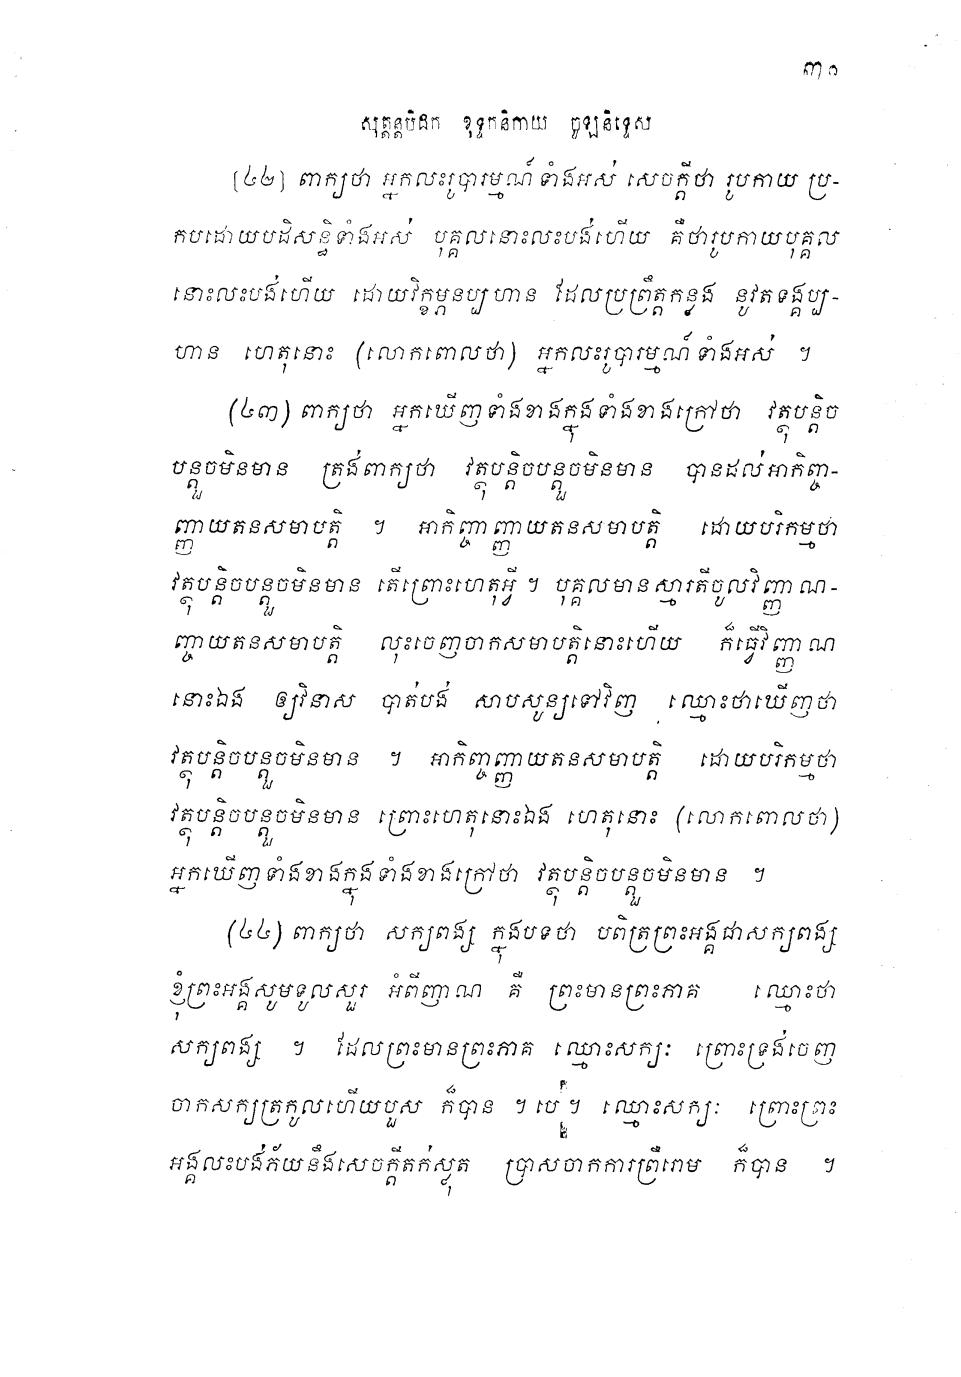 ៣១
សុត្តន្តបិដក ខុទ្ទកនិកាយ ចូឡនិទ្ទេស
[៤២] ពាក្យថា អ្នកលះរូបារម្មណ៍ទាំងអស់ សេចក្តីថា រូបកាយ ប្រ-
កបដោយបដិសន្ធិទាំងអស់ បុគ្គលនោះលះបង់ហើយ គឺថារូបកាយបុគ្គល
នោះលះបង់ហើយ ដោយវិក្ខម្ភនប្បហាន ដែលប្រព្រឹត្តកន្លង នូវតទង្គប្ប-
ហាន ហេតុនោះ (លោកពោលថា) អ្នកលះរូបារម្មណ៍ទាំងអស់ ។
(៤៣) ពាក្យថា អ្នកឃើញទាំងខាងក្នុងទាំងខាងក្រៅថា វត្ថុបន្តិច
បន្តួចមិនមាន ត្រង់ពាក្យថា វត្ថុបន្តិចបន្តួចមិនមាន បានដល់អាកិញ្ចា-
ញ្ញាយតនសមាបត្តិ ។ អាកិញ្ចាញ្ញាយតនសមាបត្តិ ដោយបរិកម្មថា
វត្ថុបន្តិចបន្តួចមិនមាន តើព្រោះហេតុអ្វី ។ បុគ្គលមានស្មារតីចូលវិញ្ញាណ-
ញ្ចាយតនសមាបត្តិ លុះចេញចាកសមាបត្តិនោះហើយ ក៏ធ្វើវិញ្ញាណ
នោះឯង ឲ្យវិនាស បាត់បង់ សាបសូន្យទៅវិញ ឈ្មោះថាឃើញថា
វត្ថុបន្តិចបន្តួចមិនមាន ។ អាកិញ្ចញ្ញាយតនសមាបត្តិ ដោយបរិកម្មថា
វត្ថុបន្តិចបន្តួចមិនមាន ព្រោះហេតុនោះឯង ហេតុនោះ (លោកពោលថា)
អ្នកឃើញទាំងខាងក្នុងទាំងខាងក្រៅថា វត្ថុបន្តិចបន្តួចមិនមាន ។
(៤៤) ពាក្យថា សក្យពង្ស ក្នុងបទថា បពិត្រព្រះអង្គជាសក្យពង្ស
ខ្ញុំព្រះអង្គសូមទូលសួរ អំពីញាណ គឺ ព្រះមានព្រះភាគ ឈ្មោះថា
សក្យពង្ស ។ ដែលព្រះមានព្រះភាគ ឈ្មោះសក្យៈ ព្រោះទ្រង់ចេញ
ចាកសក្យត្រកូលហើយបួស ក៏បាន ។ បេ ។ ឈ្មោះសក្យៈ ព្រោះព្រះ
អង្គលះបង់ភ័យនឹងសេចក្តីតក់ស្លុត ប្រាសចាកការព្រឺរោម ក៏បាន ។